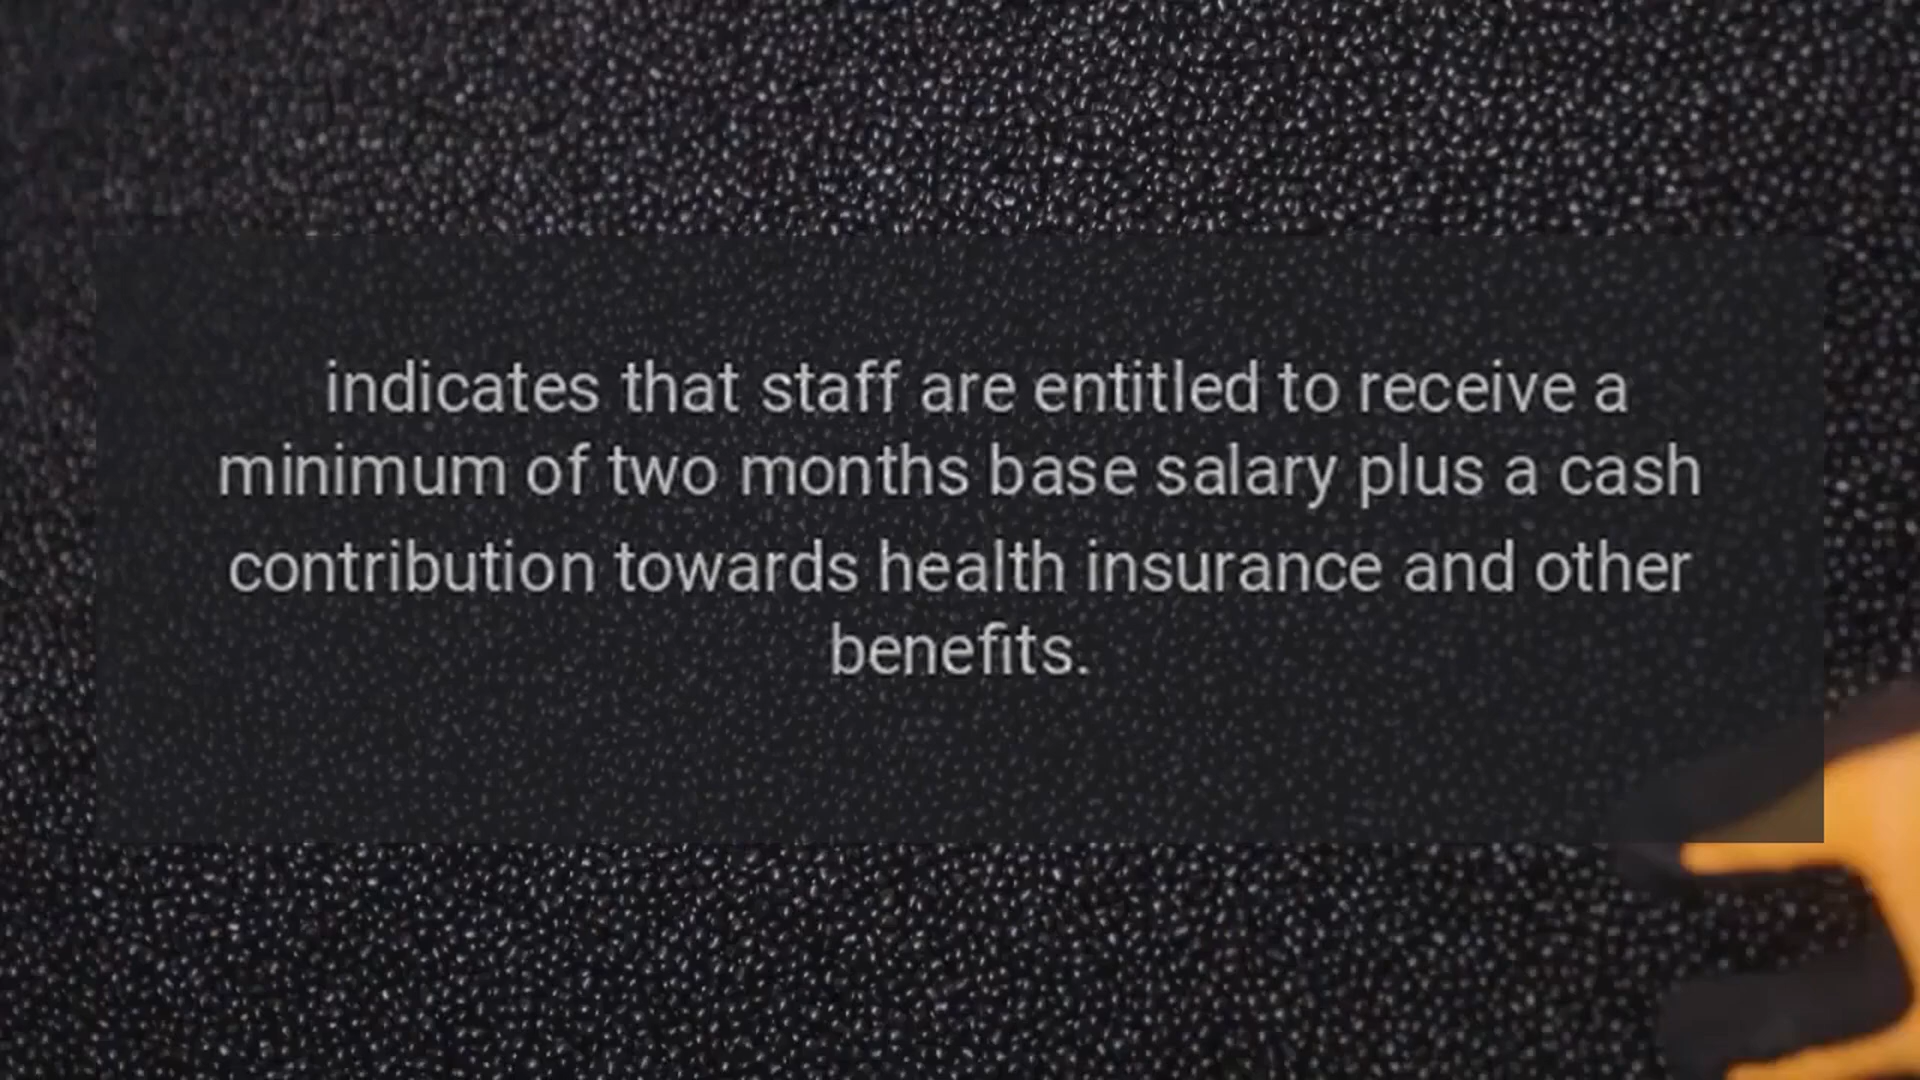 indicates that staff are entitled to receive a
minimum of two months base salary plus a cash
contribution towards health insurance and other
benefits.